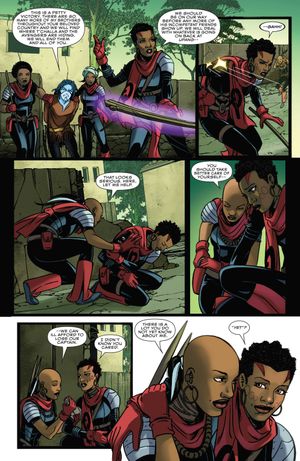 THIS IS A PETTY
VICTORY. THERE ARE SO
MANY MORE OF MY BROTHERS
THROUGHOUT YOUR BELOVED
COUNTRY AND WE WILL FIND
WHERE T'CHALLA AND THE
GODDESSES ARE HIDING.
WE WILL END THEM
AND ALL OF YOU.
WE SHOULD
BE ON OUR WAY
BEFORE ANY MORE OF
HIS INCOMPETENT FRIENDS
SHOW UP. WE WILL DEAL
WITH WHATEVER IS
GOING ON BACK AT
UPANGA--
--GAHH!
THAT LOOKS
SERIOUS. HERE,
LET ME HELP.
YOU
SHOULD TAKE
BETTER CARE OF
YOURSELF.
--WE CAN
ILL AFFORD TO
LOSE OUR
CAPTAIN.
I DIDN'T
KNOW YOU
CARED.
THERE IS
A LOT YOU DO
NOT YET KNOW
ABOUT ME.
"YET"?